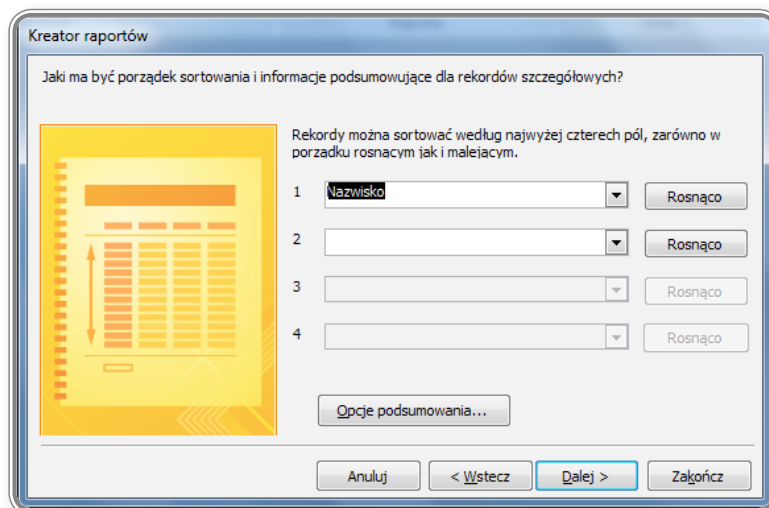 Kreator raportów
Jaki ma być porządek sortowania i informacje podsumowujące dla rekordów szczegółowych?
Rekordy można sortować według najwyżej czterech pól, zarówno w
porządku rosnącym jak i malejącym.
1 Nazwisko Rosnąco
2 Rosnąco
3 Rosnąco
4 Rosnąco
Opcje podsumowania...
Anuluj < Wstecz Dalej > Zakończ